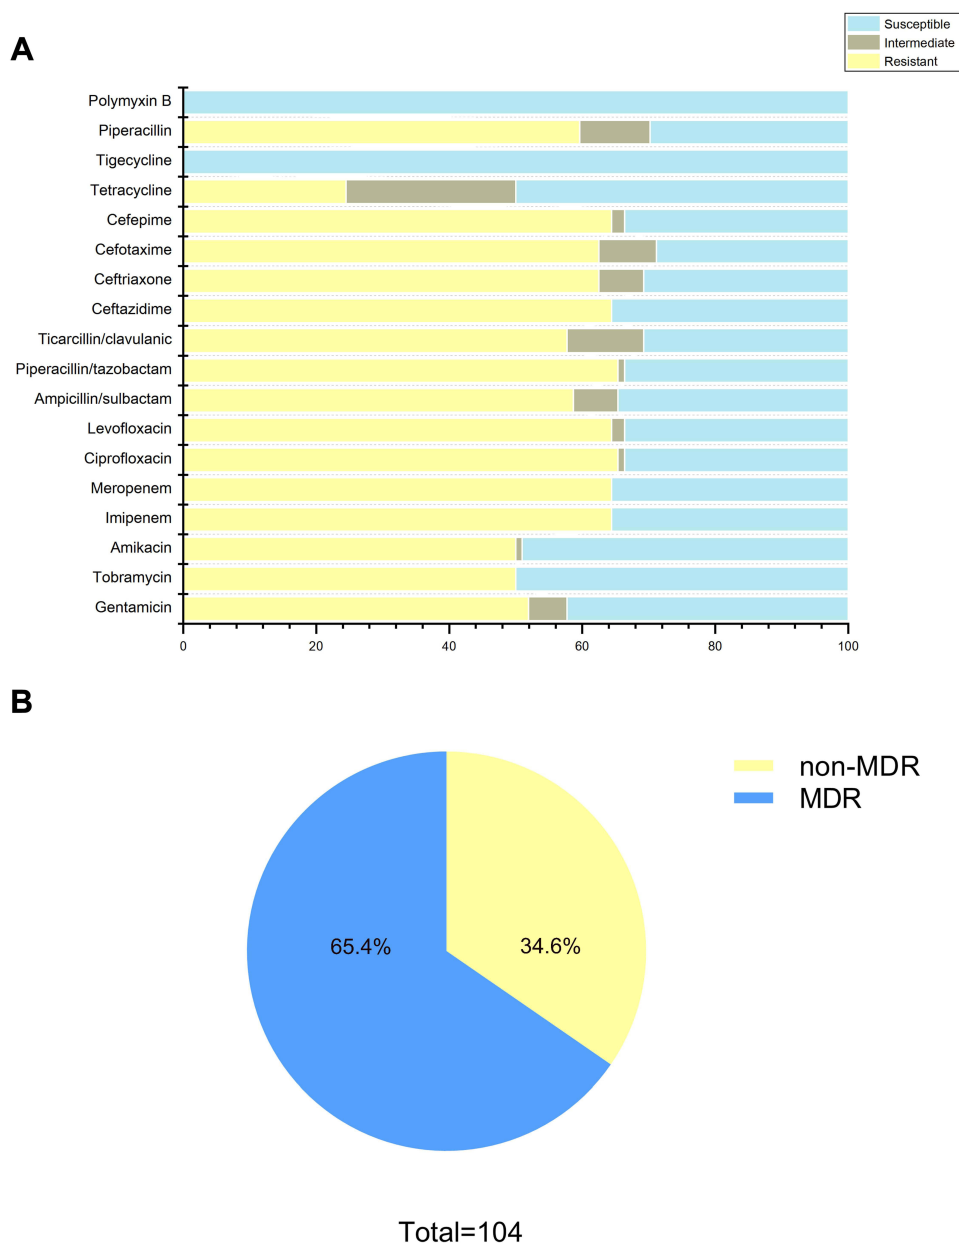 A
Susceptible
Intermediate
Resistant
Polymyxin B
Piperacillin
Tigecycline
Tetracycline
Cefepime
Cefotaxime
Ceftriaxone
Ceftazidime
Ticarcillin/clavulanic
Piperacillin/tazobactam
Ampicillin/sulbactam
Levofloxacin
Ciprofloxacin
Meropenem
Imipenem
Amikacin
Tobramycin
Gentamicin
0 20 40 60 80 100
B
non-MDR
MDR
65.4% 34.6%
Total=104